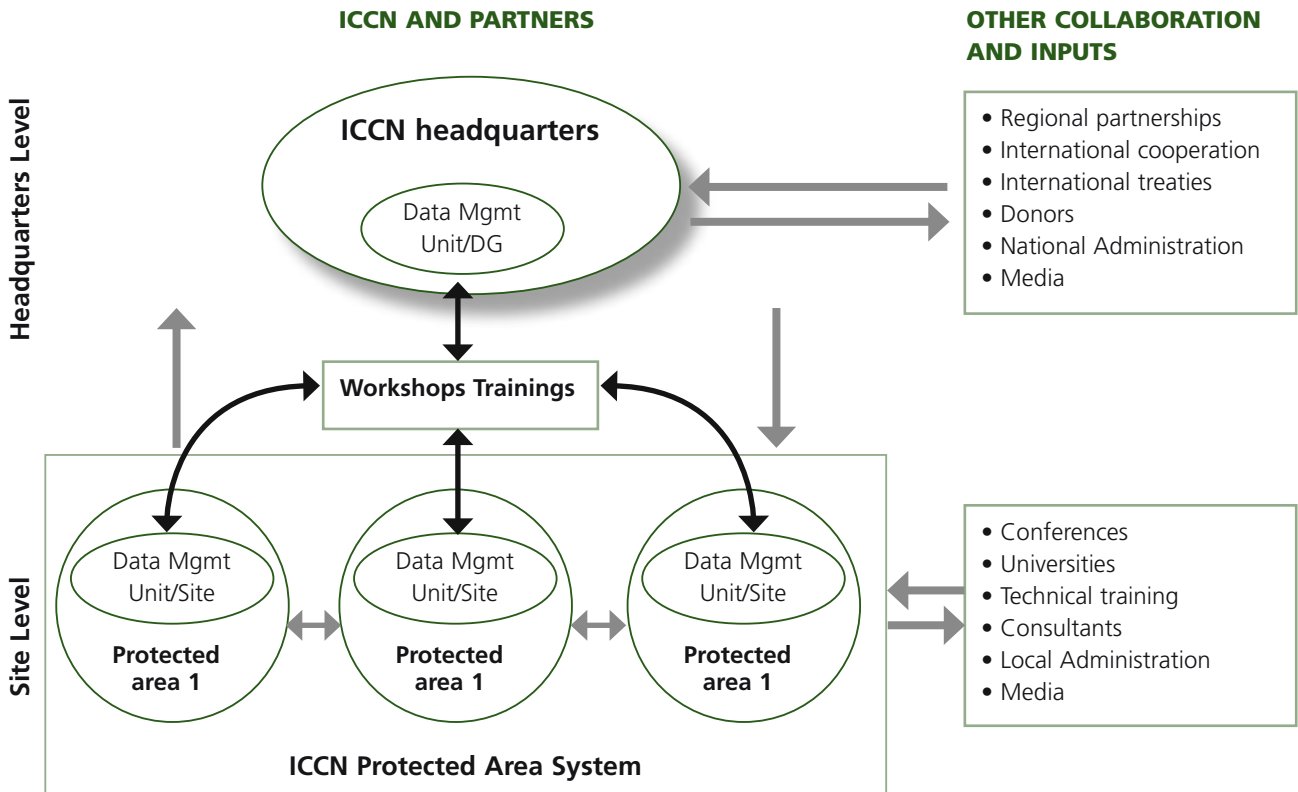 ICCN AND PARTNERS
OTHER COLLABORATION
AND INPUTS
Headquarters Level
ICCN headquarters
Data Mgmt
Unit/DG
• Regional partnerships
• International cooperation
• International treaties
• Donors
• National Administration
• Media
Workshops Trainings
Site Level
Data Mgmt
Unit/Site
Protected
area 1
Data Mgmt
Unit/Site
Protected
area 1
Data Mgmt
Unit/Site
Protected
area 1
ICCN Protected Area System
• Conferences
• Universities
• Technical training
• Consultants
• Local Administration
• Media